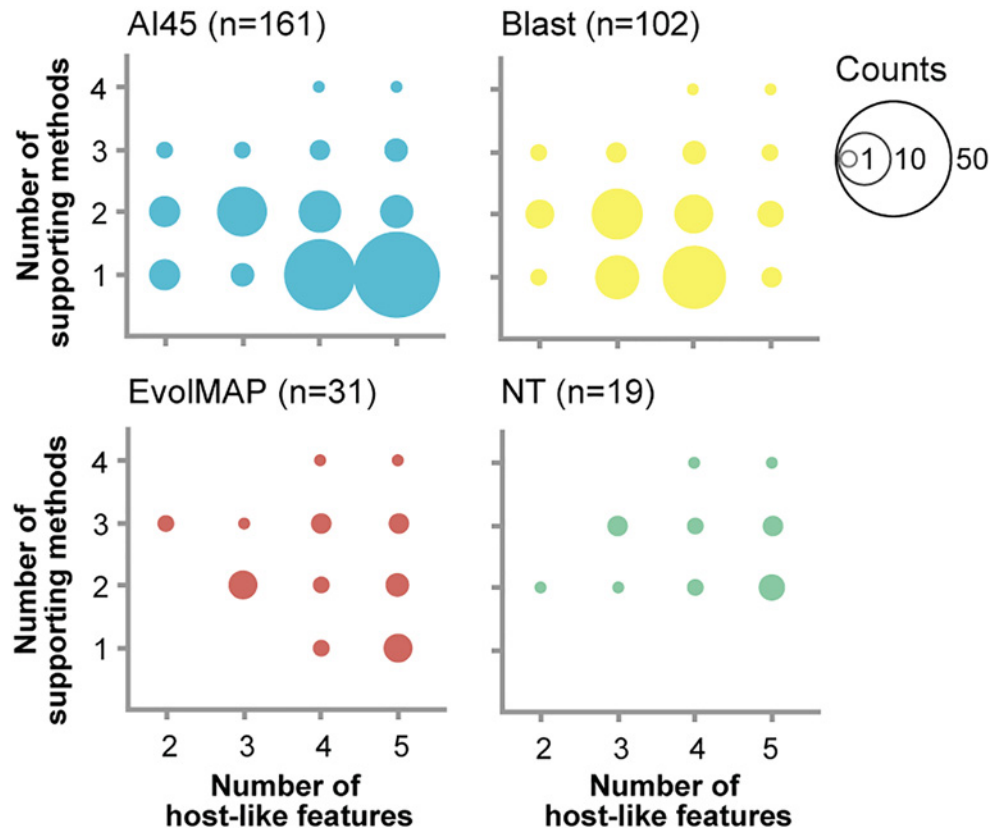 AI45 (n=161)
Blast (n=102)
Counts
1 10 50
Number of
supporting methods
4
3
2
1
EvolMAP (n=31)
NT (n=19)
Number of
supporting methods
4
3
2
1
2 3 4 5
2 3 4 5
Number of
host-like features
Number of
host-like features